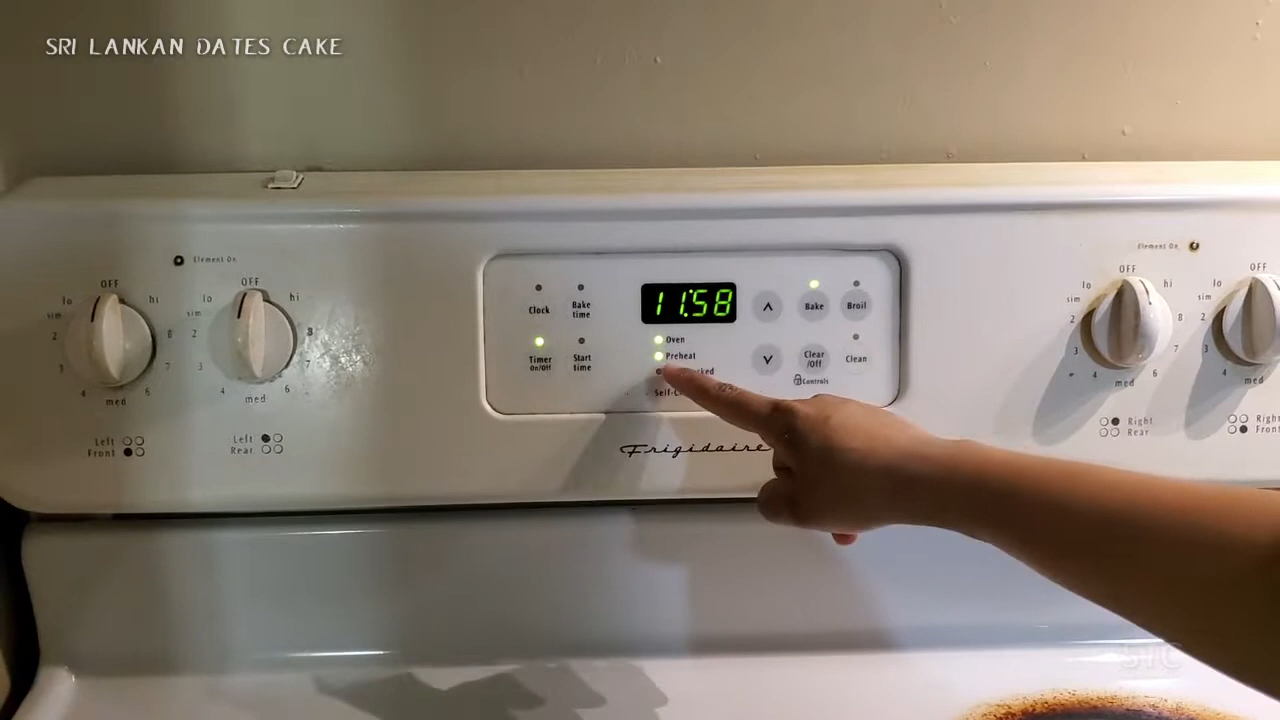 SRI LANKAN DATES CAKE
Element On
OFF
lo
hi
sim
2
8
3
7
4
6
med
Left
Front
OFF
lo
hi
sim
2
8
3
7
4
6
med
Left
Rear
Clock
Bake
time
Timer
On/Off
Start
time
11:58
Oven
Preheat
Bake
Broil
Clear
/Off
Clean
Controls
Frigidaire
Element On
OFF
lo
hi
sim
2
8
3
7
4
6
med
Right
Rear
OFF
lo
sim
2
3
4
med
Right
Front
STC